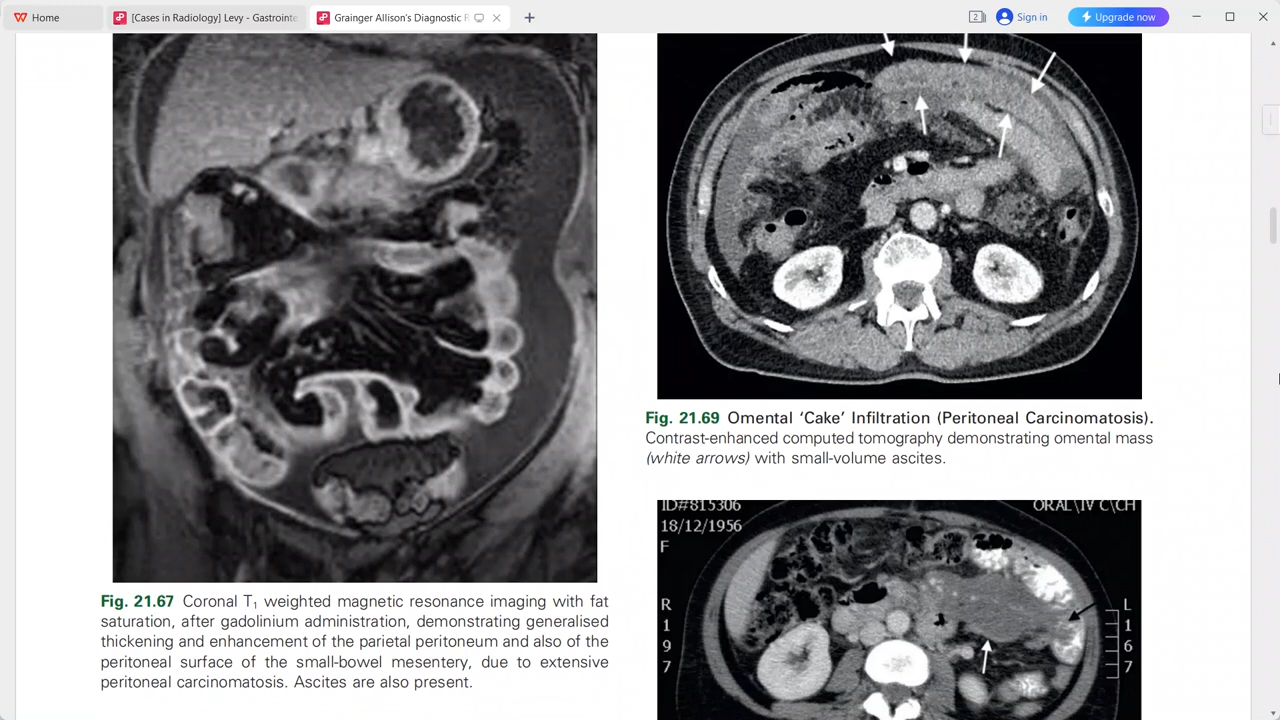 Home
[Cases in Radiology] Levy - Gastrointe
Grainger Allison's Diagnostic R
2
Sign in
Upgrade now
Fig. 21.67 Coronal T₁ weighted magnetic resonance imaging with fat
saturation, after gadolinium administration, demonstrating generalised
thickening and enhancement of the parietal peritoneum and also of the
peritoneal surface of the small-bowel mesentery, due to extensive
peritoneal carcinomatosis. Ascites are also present.
Fig. 21.69 Omental ‘Cake’ Infiltration (Peritoneal Carcinomatosis).
Contrast-enhanced computed tomography demonstrating omental mass
(white arrows) with small-volume ascites.
ID#815306
18/12/1956
F
ORAL\IV C\CH
R
1
9
7
L
1
6
7